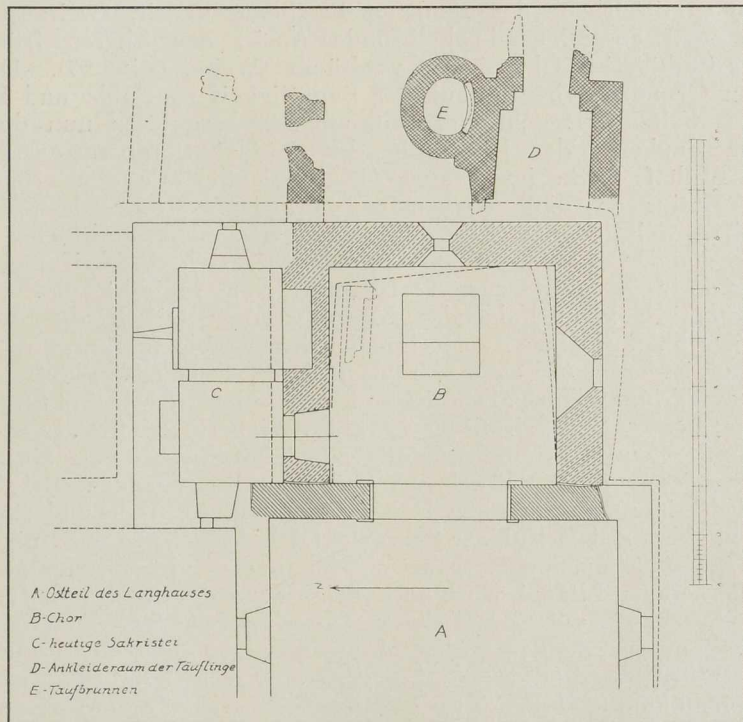 E
D
C
B
z
A
A-Ostteil des Langhauses
B-Chor
C-heutige Sakristei
D-Ankleideraum der Täuflinge
E-Taufbrunnen